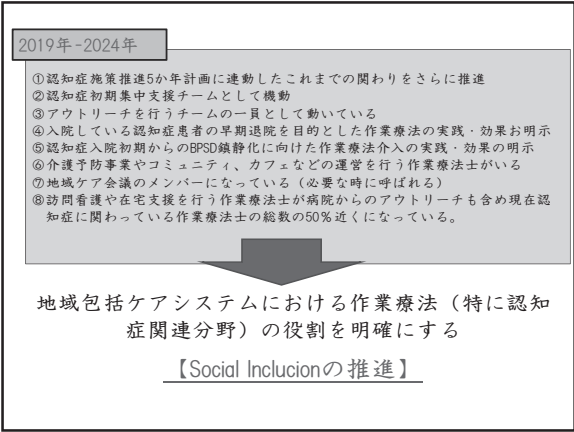 2019年-2024年
①認知症施策推進5か年計画に連動したこれまでの関わりをさらに推進
②認知症初期集中支援チームとして機動
③アウトリーチを行うチームの一員として動いている
④入院している認知症患者の早期退院を目的とした作業療法の実践・効果お明示
⑤認知症入院初期からのBPSD鎮静化に向けた作業療法介入の実践・効果の明示
⑥介護予防事業やコミュニティ、カフェなどの運営を行う作業療法士がいる
⑦地域ケア会議のメンバーになっている（必要な時に呼ばれる）
⑧訪問看護や在宅支援を行う作業療法士が病院からのアウトリーチも含め現在認
知症に関わっている作業療法士の総数の50％近くになっている。
地域包括ケアシステムにおける作業療法（特に認知
症関連分野）の役割を明確にする
【Social Inclucionの推進】